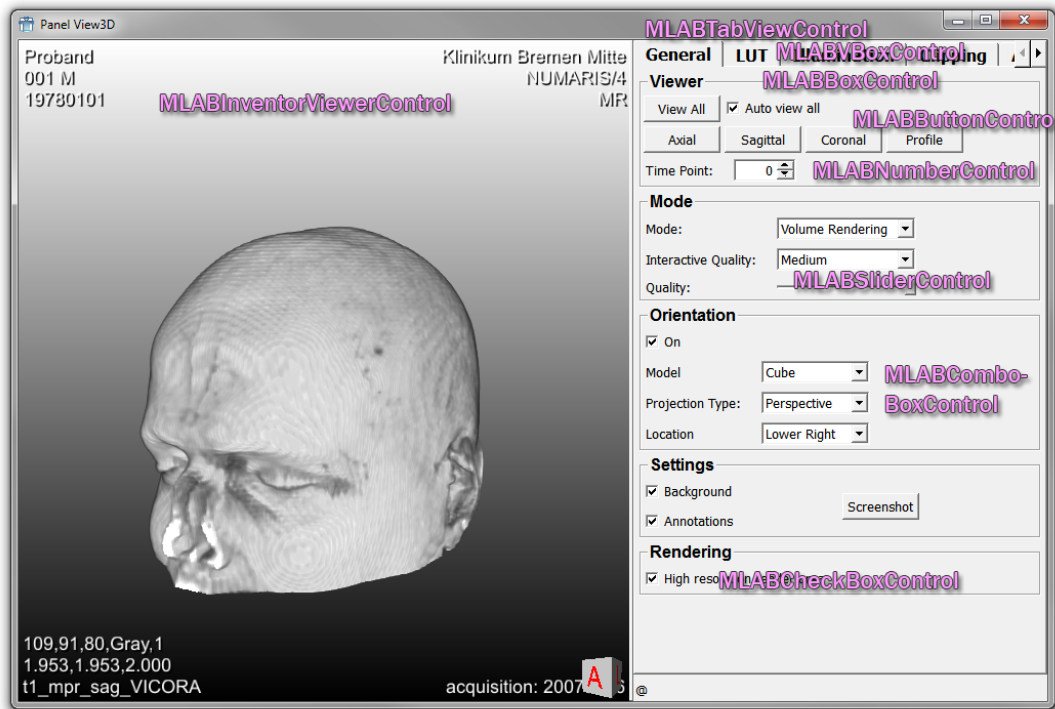 Panel View3D
Proband
001 M
19780101
Klinikum Bremen Mitte
NUMARIS/4
MR
MLABInventorViewerControl
109,91,80,Gray,1
1.953,1.953,2.000
t1_mpr_sag_VICORA
acquisition: 2007
A
MLABTabViewControl
General LUT Clipping
MLABVBoxControl
MLABBoxControl
Viewer
View All Auto view all
MLABButtonContro
Axial Sagittal Coronal Profile
Time Point: 0
MLABNumberControl
Mode
Mode: Volume Rendering
Interactive Quality: Medium
Quality:
MLABSliderControl
Orientation
On
Model Cube
Projection Type: Perspective
Location Lower Right
MLABCombo-
BoxControl
Settings
Background
Annotations
Screenshot
Rendering
High
MLABCheckBoxControl
@